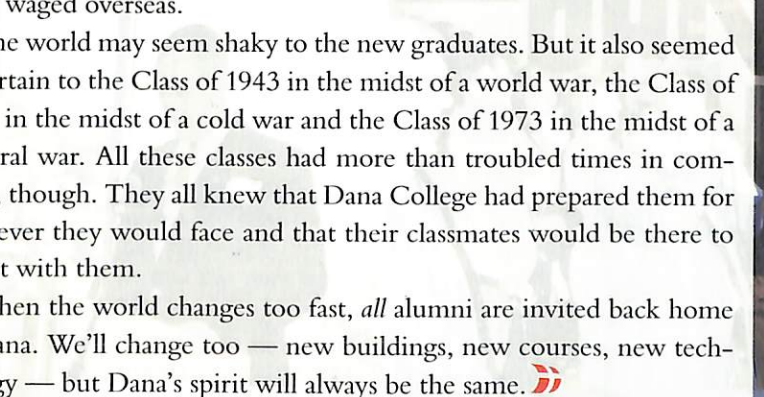 waged overseas.
ne world may seem shaky to the new graduates. But it also seemed
rtain to the Class of 1943 in the midst of a world war, the Class of
in the midst of a cold war and the Class of 1973 in the midst of a
ral war. All these classes had more than troubled times in com-
, though. They all knew that Dana College had prepared them for
ever they would face and that their classmates would be there to
t with them.
hen the world changes too fast, all alumni are invited back home
ana. We'll change too — new buildings, new courses, new tech-
gy — but Dana's spirit will always be the same.